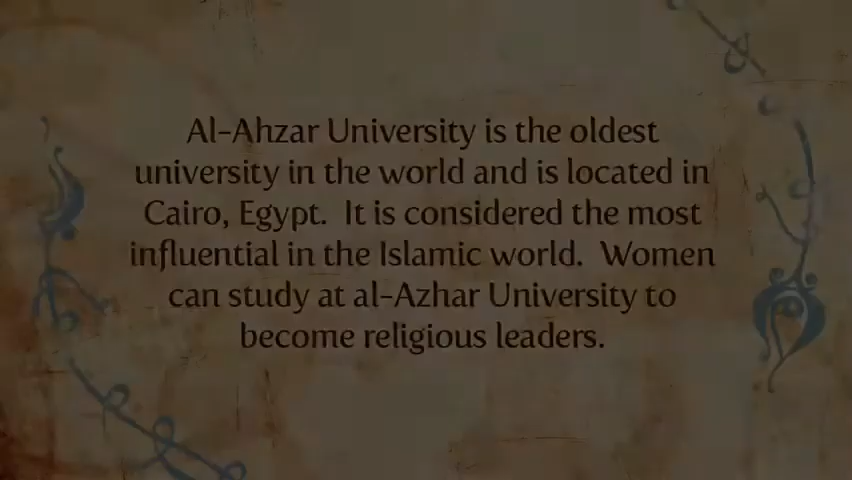 Al-Ahzar University is the oldest
university in the world and is located in
Cairo, Egypt.  It is considered the most
influential in the Islamic world.  Women
can study at al-Azhar University to
become religious leaders.